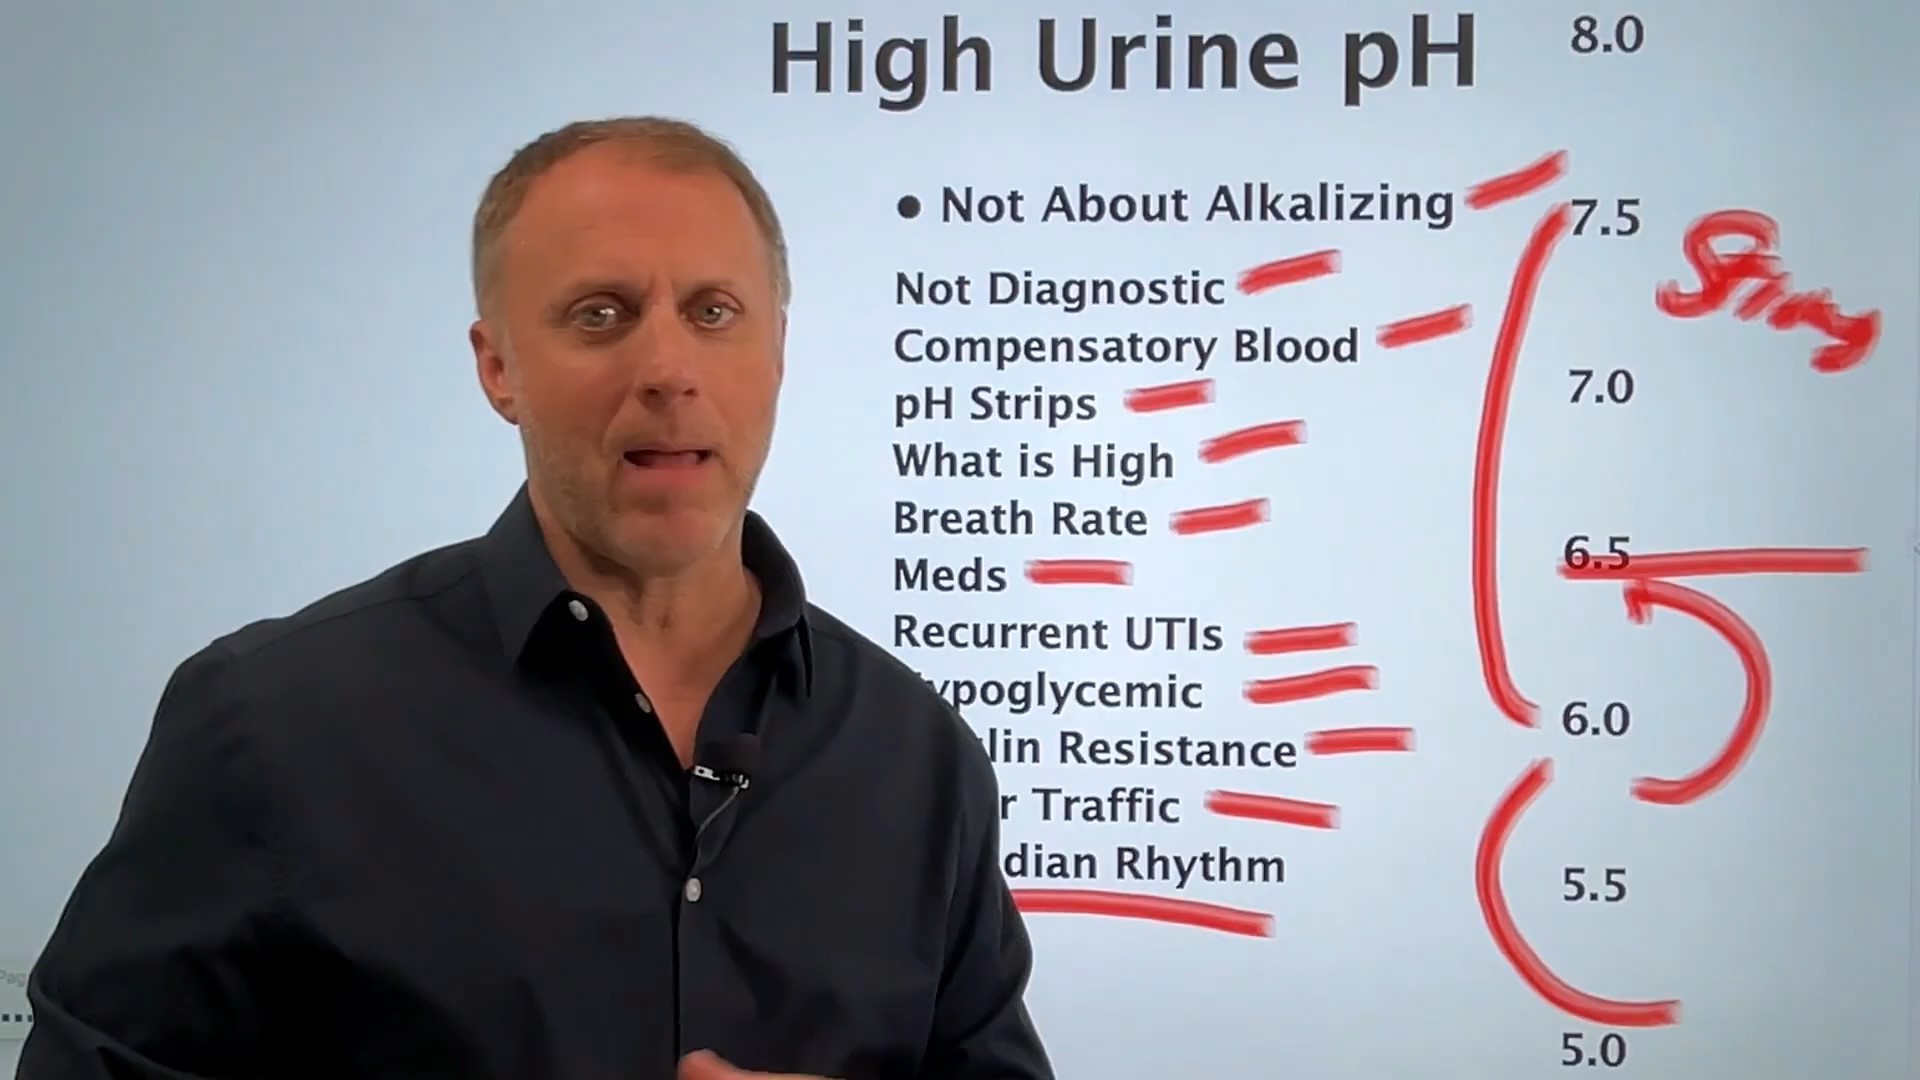 High Urine pH
• Not About Alkalizing
Not Diagnostic
Compensatory Blood
pH Strips
What is High
Breath Rate
Meds
Recurrent UTIs
ypoglycemic
lin Resistance
r Traffic
dian Rhythm
8.0
7.5
7.0
6.5
6.0
5.5
5.0
Pag